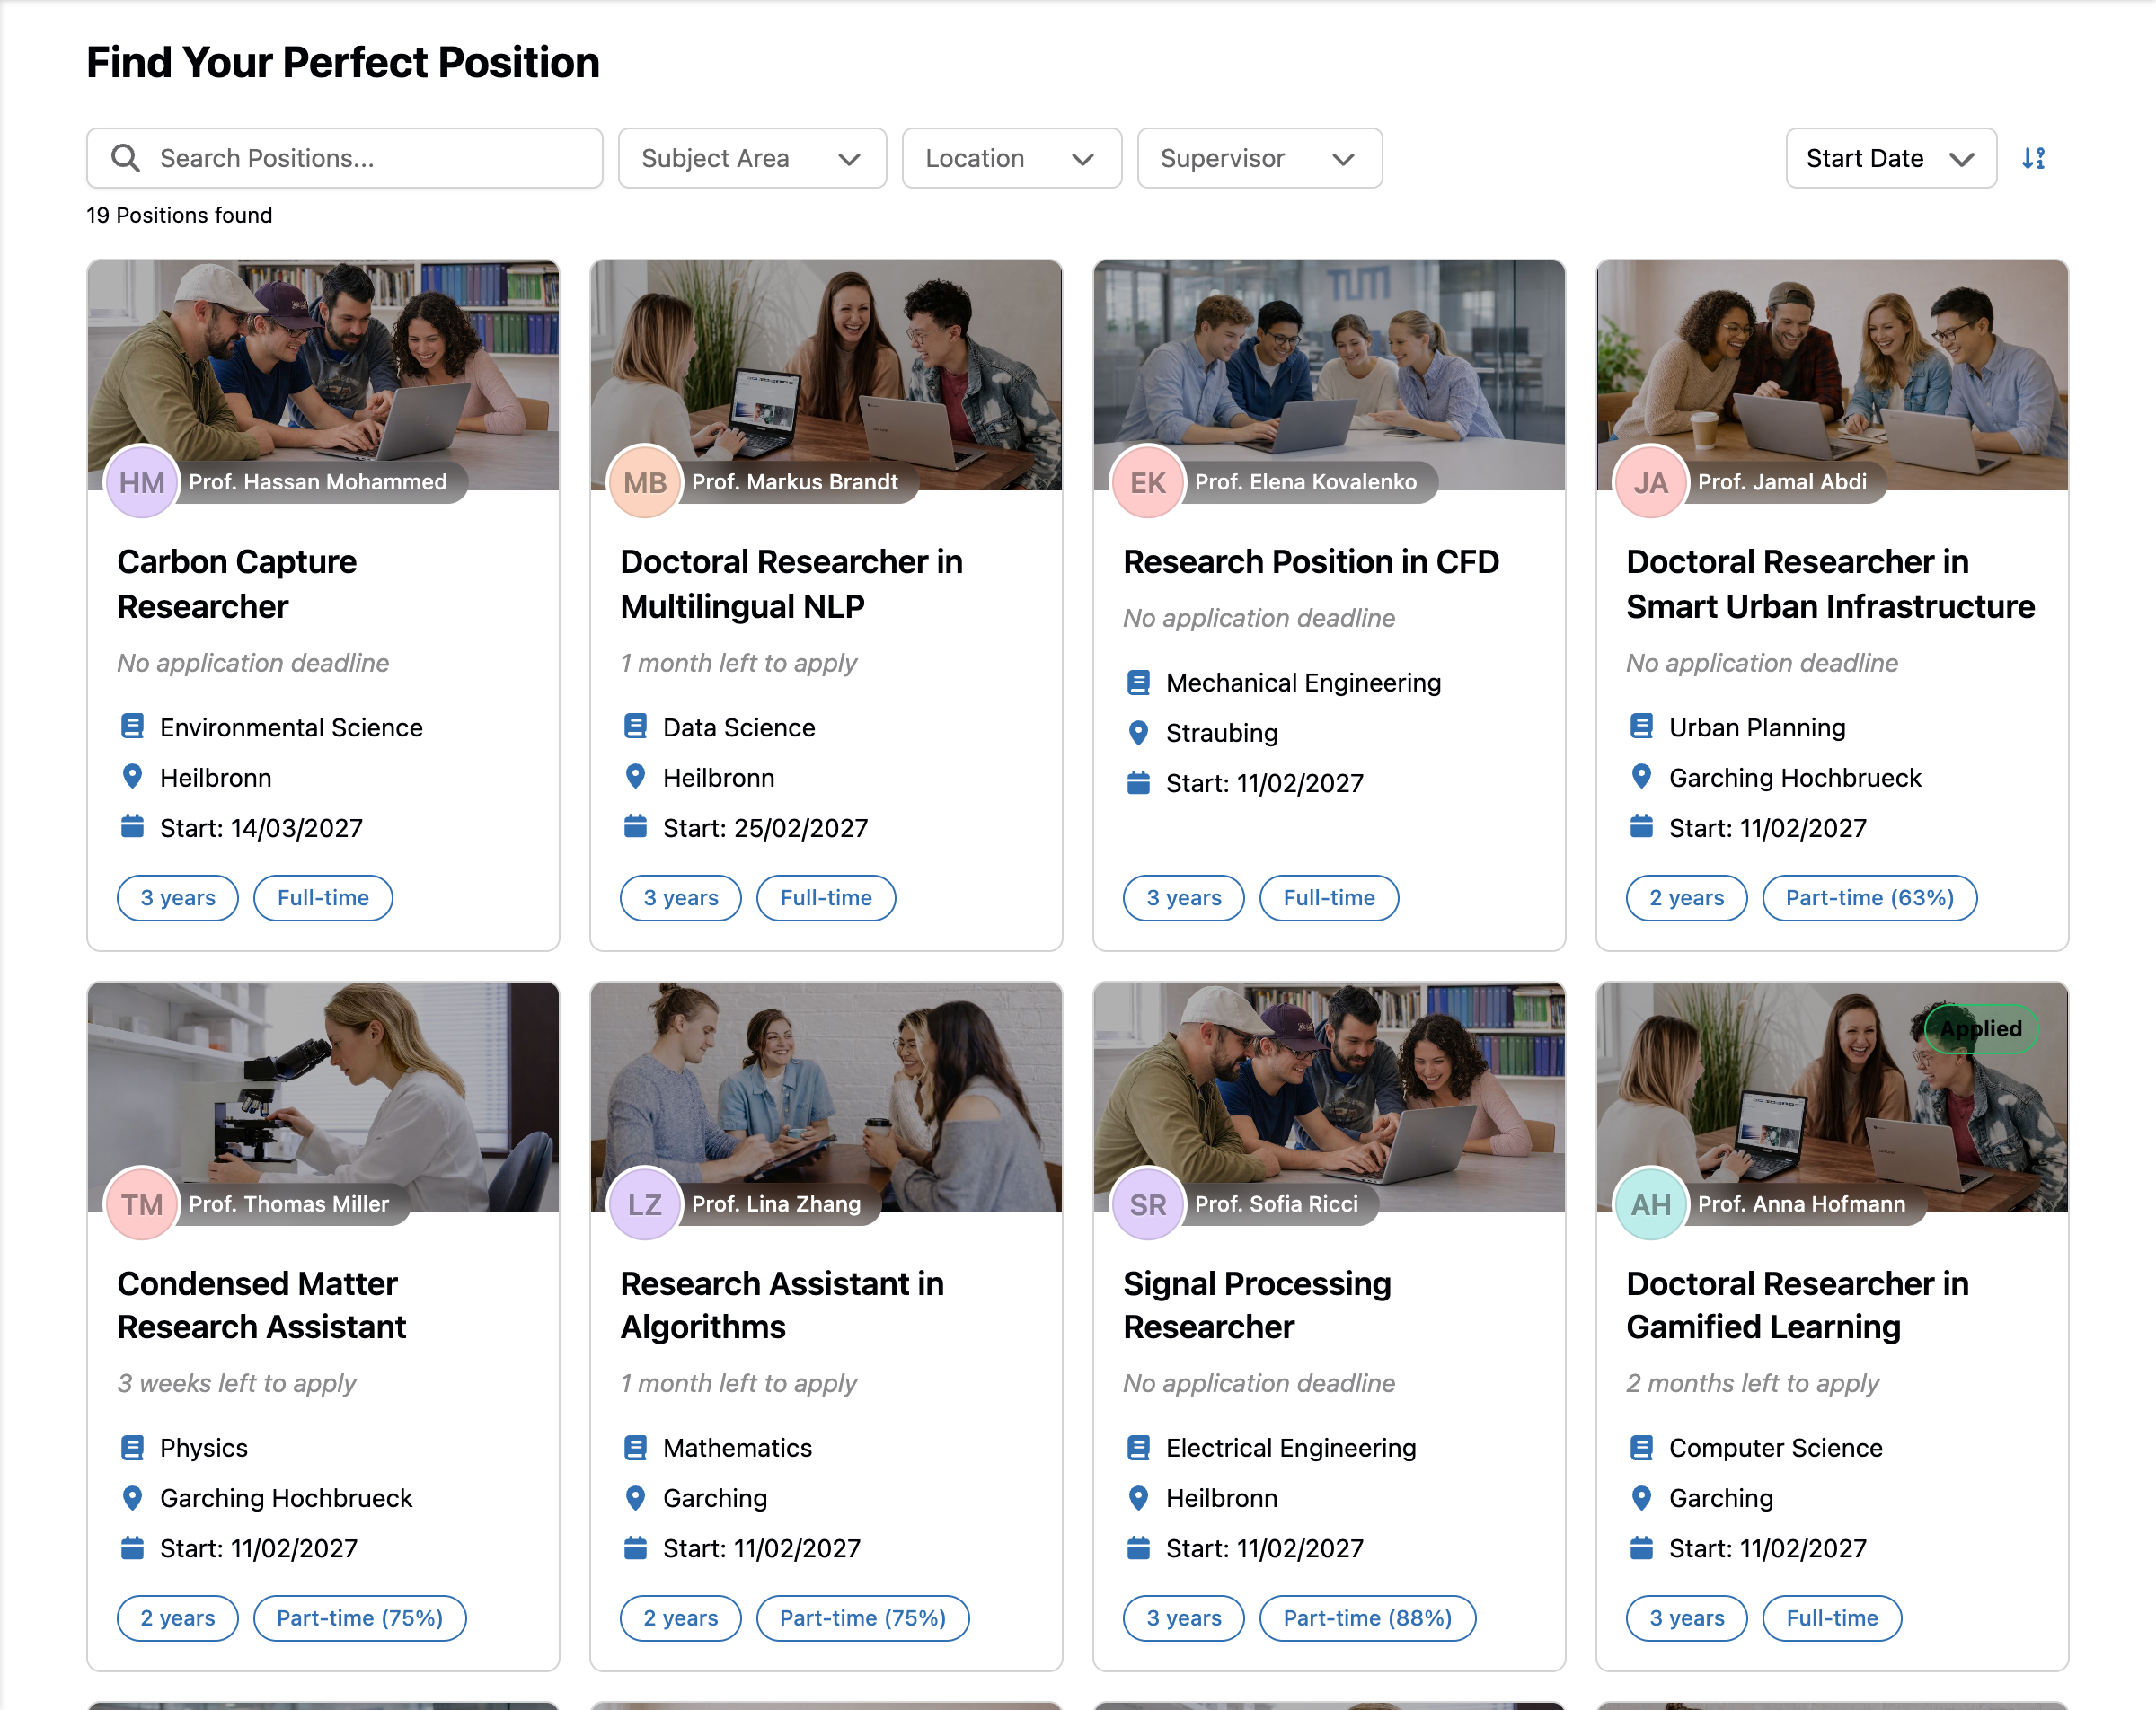 Find Your Perfect Position
Search Positions...
Subject Area
Location
Supervisor
Start Date
19 Positions found
TUM
HM
Prof. Hassan Mohammed
Carbon Capture
Researcher
No application deadline
Environmental Science
Heilbronn
Start: 14/03/2027
3 years
Full-time
MB
Prof. Markus Brandt
Doctoral Researcher in
Multilingual NLP
1 month left to apply
Data Science
Heilbronn
Start: 25/02/2027
3 years
Full-time
EK
Prof. Elena Kovalenko
Research Position in CFD
No application deadline
Mechanical Engineering
Straubing
Start: 11/02/2027
3 years
Full-time
JA
Prof. Jamal Abdi
Doctoral Researcher in
Smart Urban Infrastructure
No application deadline
Urban Planning
Garching Hochbrueck
Start: 11/02/2027
2 years
Part-time (63%)
TM
Prof. Thomas Miller
Condensed Matter
Research Assistant
3 weeks left to apply
Physics
Garching Hochbrueck
Start: 11/02/2027
2 years
Part-time (75%)
LZ
Prof. Lina Zhang
Research Assistant in
Algorithms
1 month left to apply
Mathematics
Garching
Start: 11/02/2027
2 years
Part-time (75%)
SR
Prof. Sofia Ricci
Signal Processing
Researcher
No application deadline
Electrical Engineering
Heilbronn
Start: 11/02/2027
3 years
Part-time (88%)
Applied
AH
Prof. Anna Hofmann
Doctoral Researcher in
Gamified Learning
2 months left to apply
Computer Science
Garching
Start: 11/02/2027
3 years
Full-time